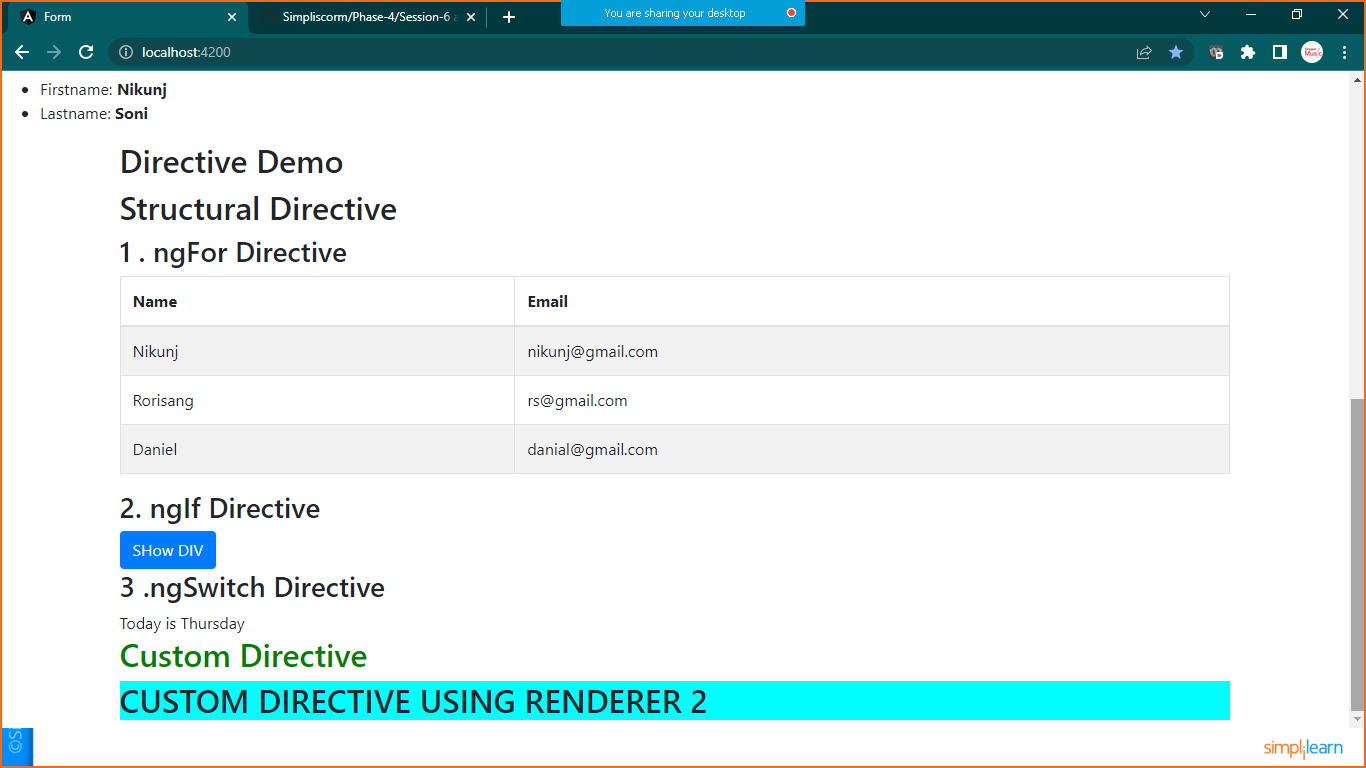 Form
Simpliscorm/Phase-4/Session-6 a
You are sharing your desktop
localhost:4200
Firstname: Nikunj
Lastname: Soni
Directive Demo
Structural Directive
1 . ngFor Directive
Name Email
Nikunj nikunj@gmail.com
Rorisang rs@gmail.com
Daniel danial@gmail.com
2. ngIf Directive
SHow DIV
3 .ngSwitch Directive
Today is Thursday
Custom Directive
CUSTOM DIRECTIVE USING RENDERER 2
©S
simplilearn